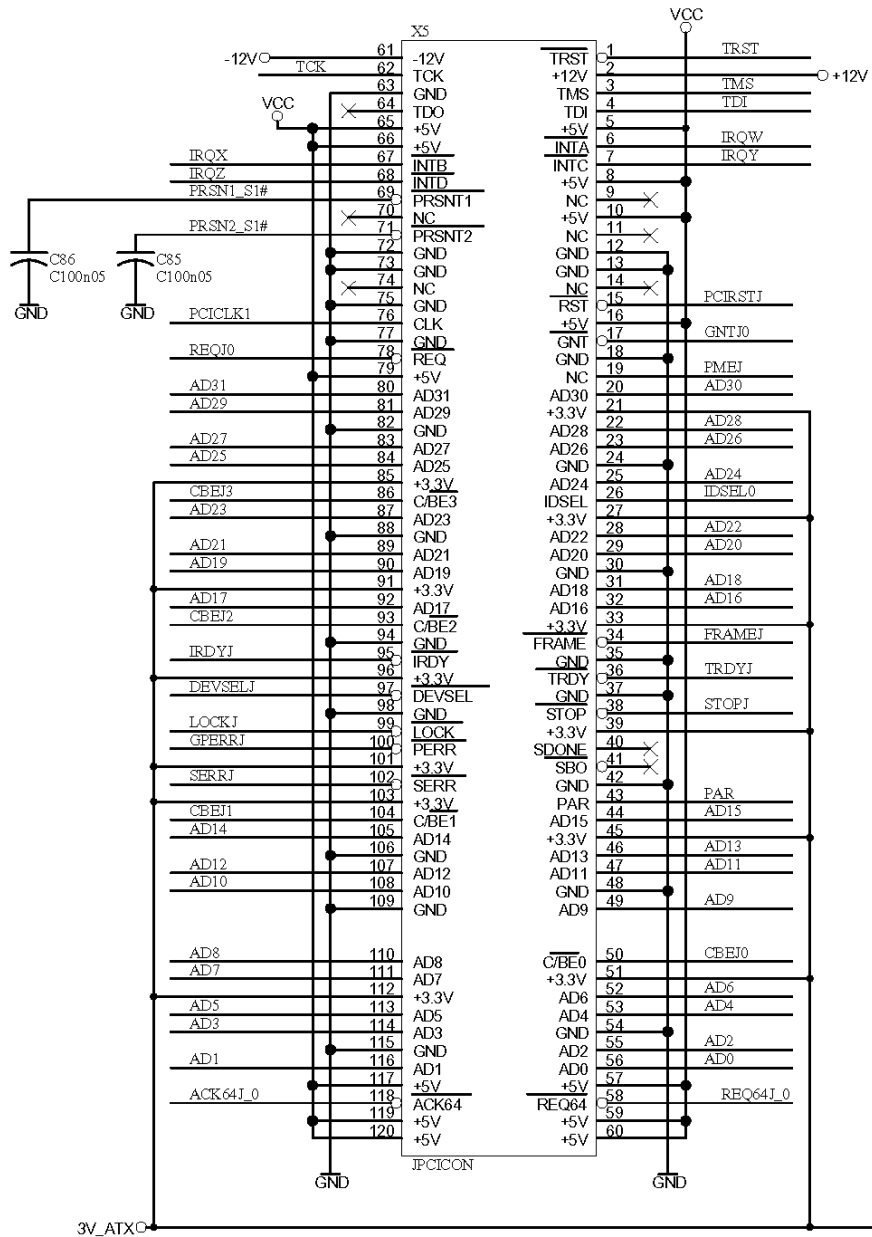 VCC
X5
-12V 61 -12V TRST 1 TRST
TCK 62 TCK +12V 2 +12V
63 GND TMS 3 TMS
64 TDO TDI 4 TDI
VCC 65 +5V +5V 5
66 +5V INTA 6 IRQW
IRQX 67 INTB INTC 7 IRQY
IRQZ 68 INTD +5V 8
PRSN1_S1# 69 PRSNT1 NC 9
70 NC +5V 10
PRSN2_S1# 71 PRSNT2 NC 11
72 GND GND 12
C86 C85 73 GND GND 13
C100n05 C100n05 74 NC NC 14
GND GND 75 GND RST 15 PCIRSTJ
PCICLK1 76 CLK +5V 16
77 GND GNT 17 GNTJ0
REQJ0 78 REQ GND 18
79 +5V NC 19 PMEJ
AD31 80 AD31 AD30 20 AD30
AD29 81 AD29 +3.3V 21
82 GND AD28 22 AD28
AD27 83 AD27 AD26 23 AD26
AD25 84 AD25 GND 24
85 +3.3V AD24 25 AD24
CBEJ3 86 C/BE3 IDSEL 26 IDSEL0
AD23 87 AD23 +3.3V 27
88 GND AD22 28 AD22
AD21 89 AD21 AD20 29 AD20
AD19 90 AD19 GND 30
91 +3.3V AD18 31 AD18
AD17 92 AD17 AD16 32 AD16
CBEJ2 93 C/BE2 +3.3V 33
94 GND FRAME 34 FRAMEJ
IRDYJ 95 IRDY GND 35
96 +3.3V TRDY 36 TRDYJ
DEVSELJ 97 DEVSEL GND 37
98 GND STOP 38 STOPJ
LOCKJ 99 LOCK +3.3V 39
GPERRJ 100 PERR SDONE 40
101 +3.3V SBO 41
SERRJ 102 SERR GND 42
103 +3.3V PAR 43 PAR
CBEJ1 104 C/BE1 AD15 44 AD15
AD14 105 AD14 +3.3V 45
106 GND AD13 46 AD13
AD12 107 AD12 AD11 47 AD11
AD10 108 AD10 GND 48
109 GND AD9 49 AD9
AD8 110 AD8 C/BE0 50 CBEJ0
AD7 111 AD7 +3.3V 51
112 +3.3V AD6 52 AD6
AD5 113 AD5 AD4 53 AD4
AD3 114 AD3 GND 54
115 GND AD2 55 AD2
AD1 116 AD1 AD0 56 AD0
117 +5V +5V 57
ACK64J_0 118 ACK64 REQ64 58 REQ64J_0
119 +5V +5V 59
120 +5V +5V 60
JPCICON
GND GND
3V_ATX